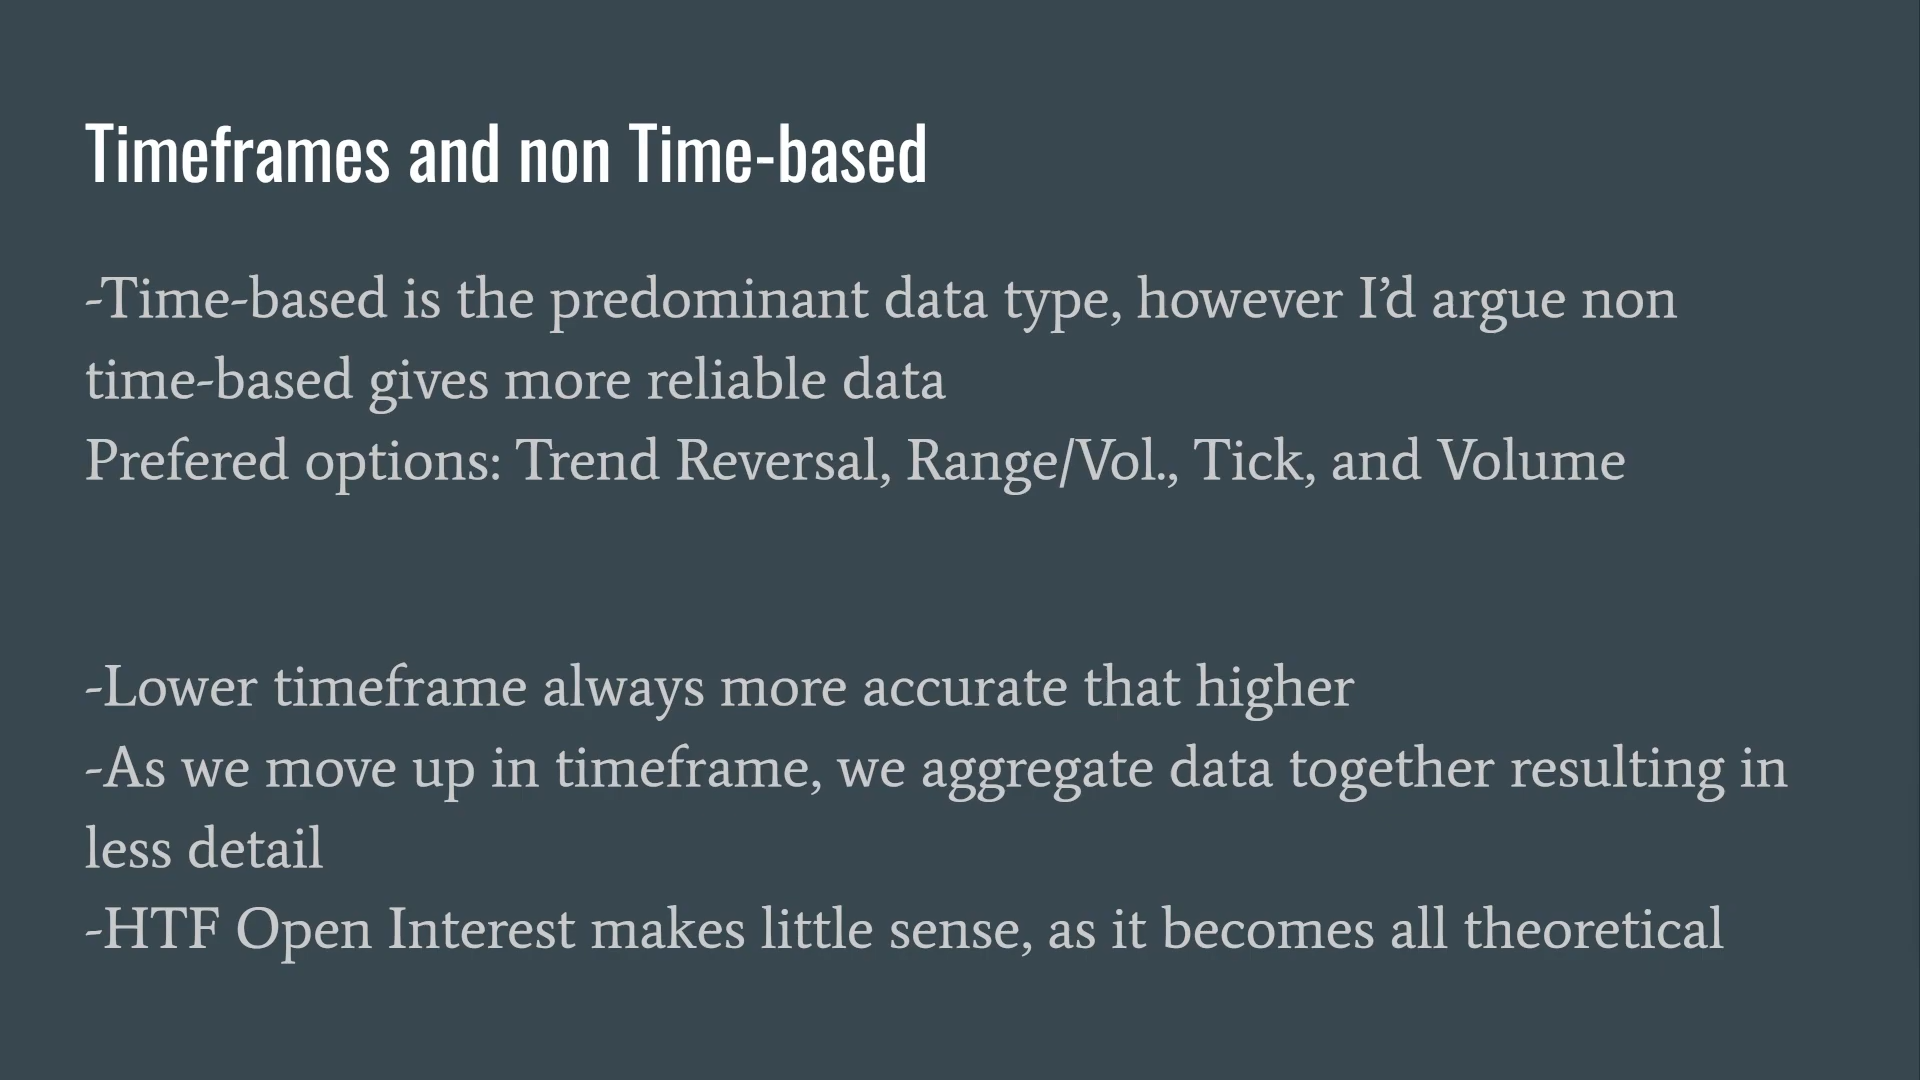 Timeframes and non Time-based
-Time-based is the predominant data type, however I’d argue non
time-based gives more reliable data
Prefered options: Trend Reversal, Range/Vol., Tick, and Volume
-Lower timeframe always more accurate that higher
-As we move up in timeframe, we aggregate data together resulting in
less detail
-HTF Open Interest makes little sense, as it becomes all theoretical